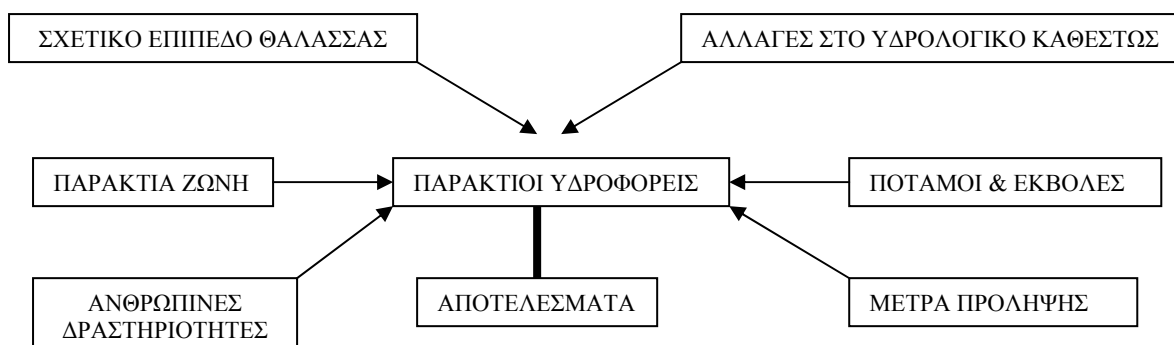 ΣΧΕΤΙΚΟ ΕΠΙΠΕΔΟ ΘΑΛΑΣΣΑΣ
ΑΛΛΑΓΕΣ ΣΤΟ ΥΔΡΟΛΟΓΙΚΟ ΚΑΘΕΣΤΩΣ
ΠΑΡΑΚΤΙΑ ΖΩΝΗ
ΠΑΡΑΚΤΙΟΙ ΥΔΡΟΦΟΡΕΙΣ
ΠΟΤΑΜΟΙ & ΕΚΒΟΛΕΣ
ΑΝΘΡΩΠΙΝΕΣ
ΔΡΑΣΤΗΡΙΟΤΗΤΕΣ
ΑΠΟΤΕΛΕΣΜΑΤΑ
ΜΕΤΡΑ ΠΡΟΛΗΨΗΣ